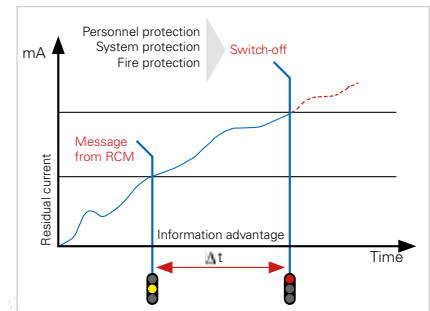 Personnel protection
System protection
Fire protection
Switch-off
mA
Message
from RCM
Residual current
Information advantage
Δt
Time